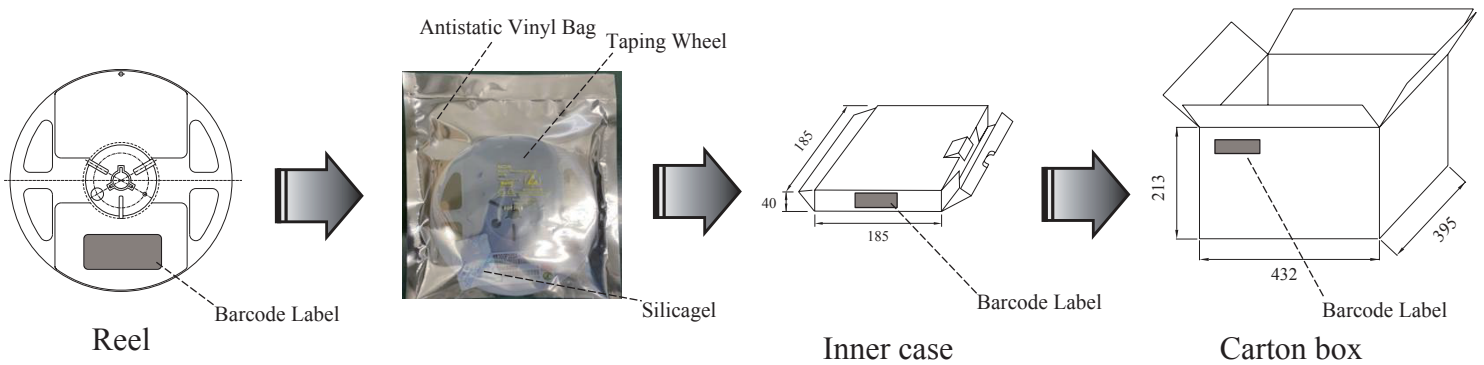 Antistatic Vinyl Bag
Taping Wheel
Barcode Label
Reel
Silicagel
185
40
185
Barcode Label
Inner case
213
432
395
Barcode Label
Carton box